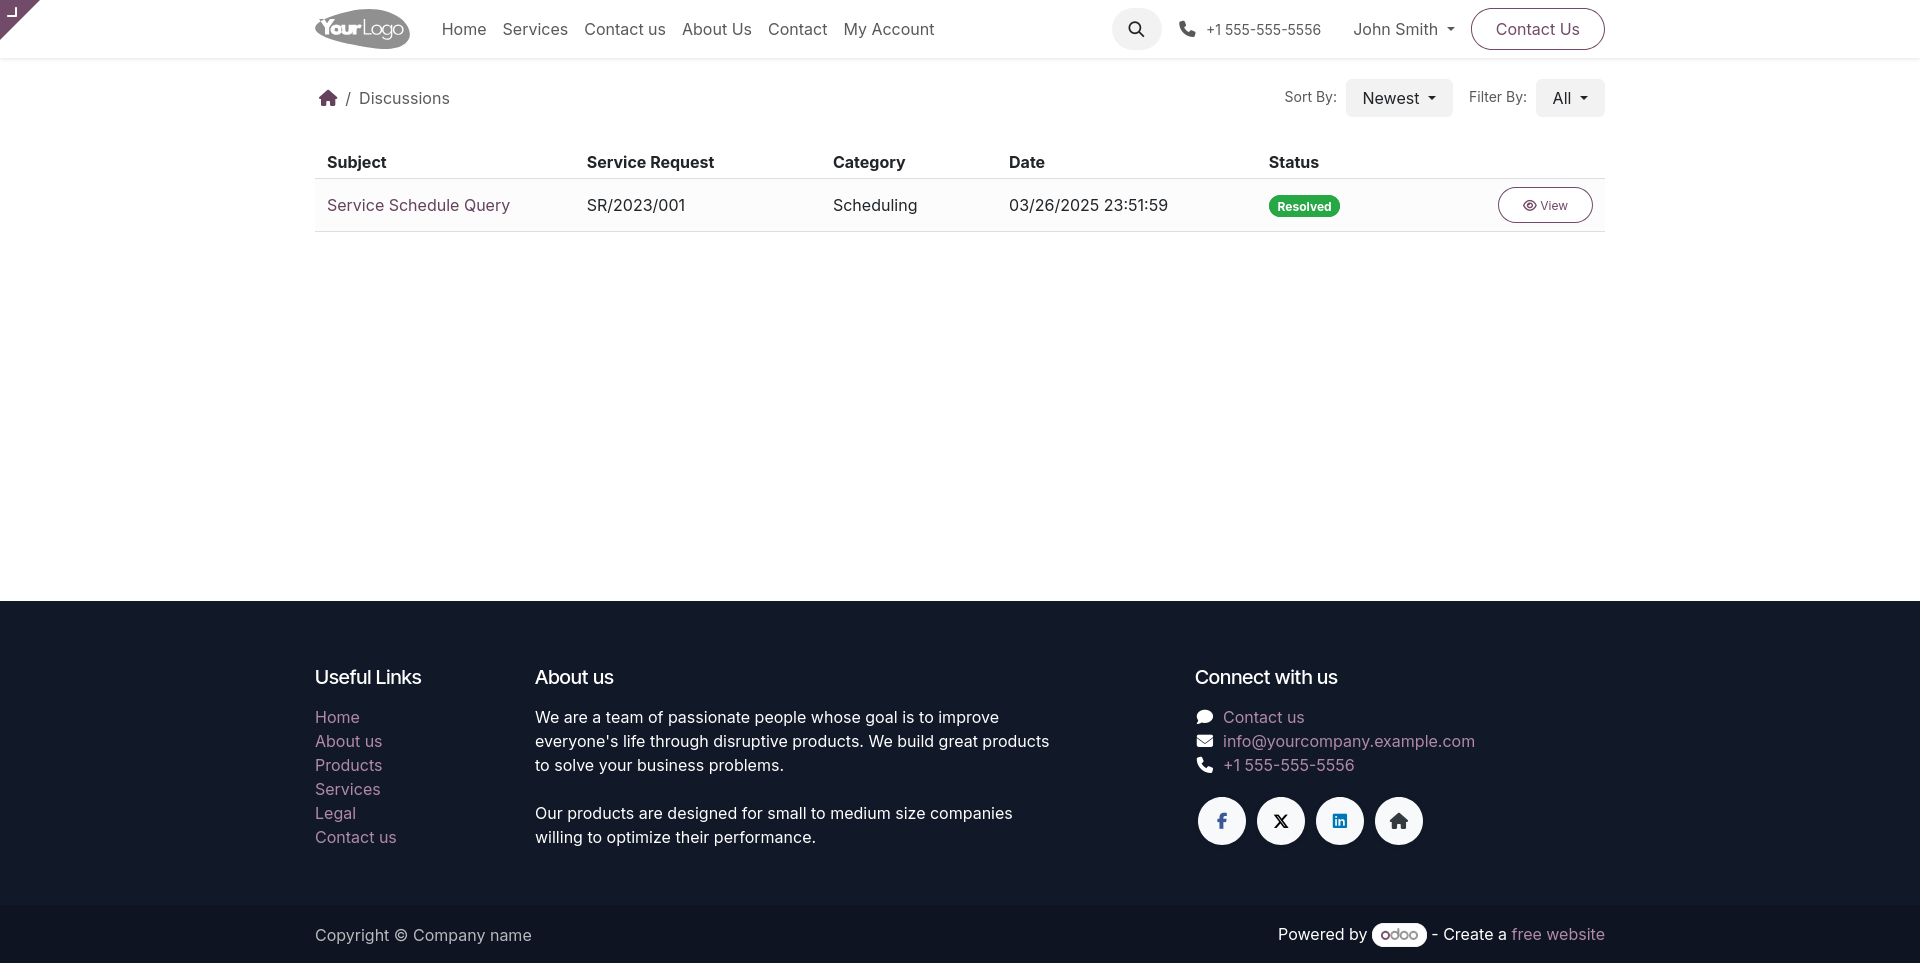 YourLogo
Home Services Contact us About Us Contact My Account
+1 555-555-5556
John Smith
Contact Us
/ Discussions
Sort By: Newest Filter By: All
Subject Service Request Category Date Status
Service Schedule Query SR/2023/001 Scheduling 03/26/2025 23:51:59 Resolved View
Useful Links
Home
About us
Products
Services
Legal
Contact us
About us
We are a team of passionate people whose goal is to improve
everyone's life through disruptive products. We build great products
to solve your business problems.
Our products are designed for small to medium size companies
willing to optimize their performance.
Connect with us
Contact us
info@yourcompany.example.com
+1 555-555-5556
Copyright © Company name
Powered by odoo - Create a free website